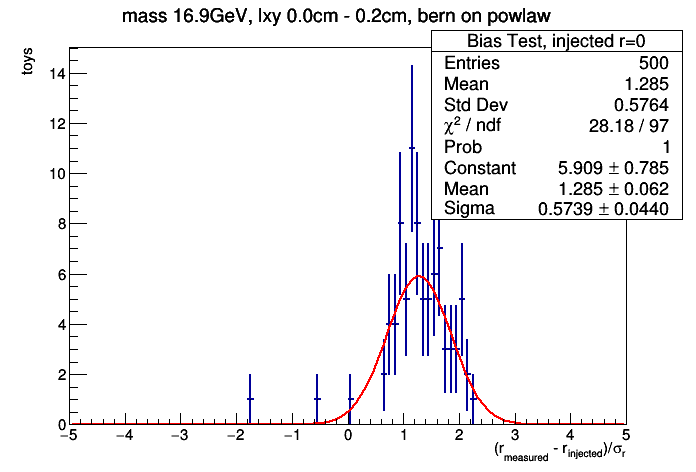 mass 16.9GeV, lxy 0.0cm - 0.2cm, bern on powlaw
Bias Test, injected r=0
Entries 500
Mean 1.285
Std Dev 0.5764
χ² / ndf 28.18 / 97
Prob 1
Constant 5.909 ± 0.785
Mean 1.285 ± 0.062
Sigma 0.5739 ± 0.0440
toys
14
12
10
8
6
4
2
0
−5 −4 −3 −2 −1 0 1 2 3 4 5
(r_measured - r_injected)/σ_r